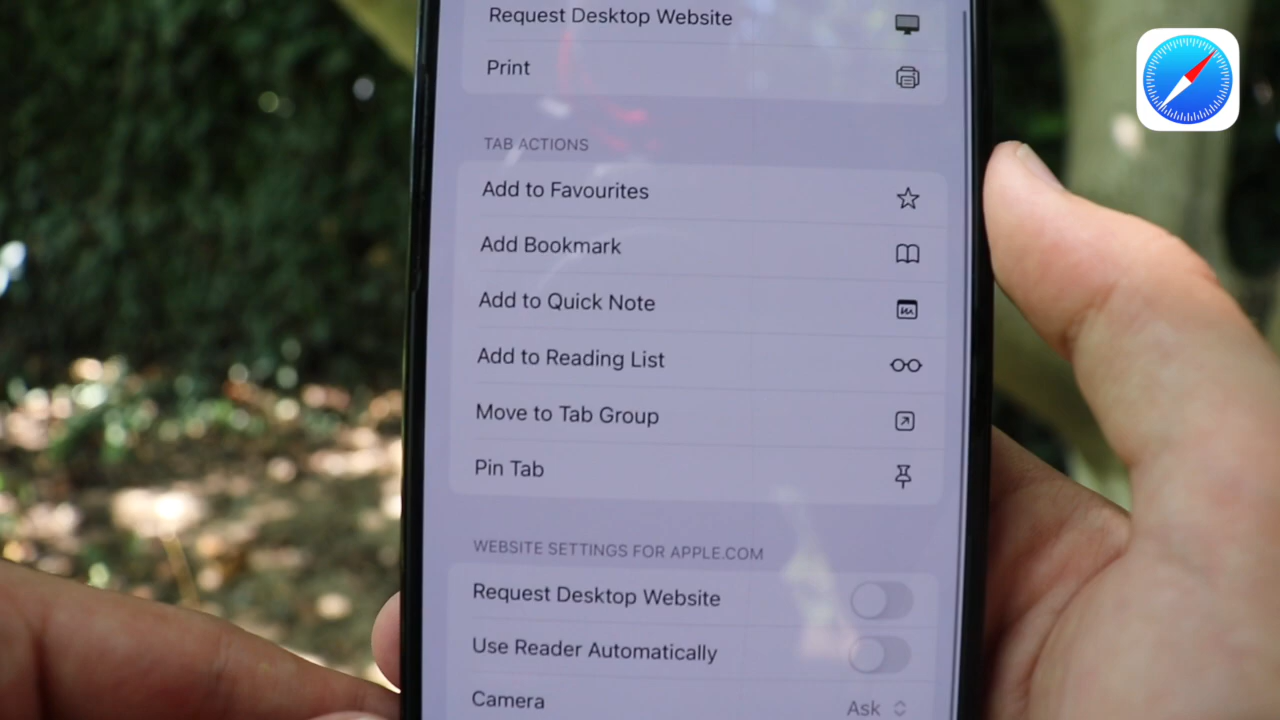 Request Desktop Website
Print
TAB ACTIONS
Add to Favourites
Add Bookmark
Add to Quick Note
Add to Reading List
Move to Tab Group
Pin Tab
WEBSITE SETTINGS FOR APPLE.COM
Request Desktop Website
Use Reader Automatically
Camera Ask